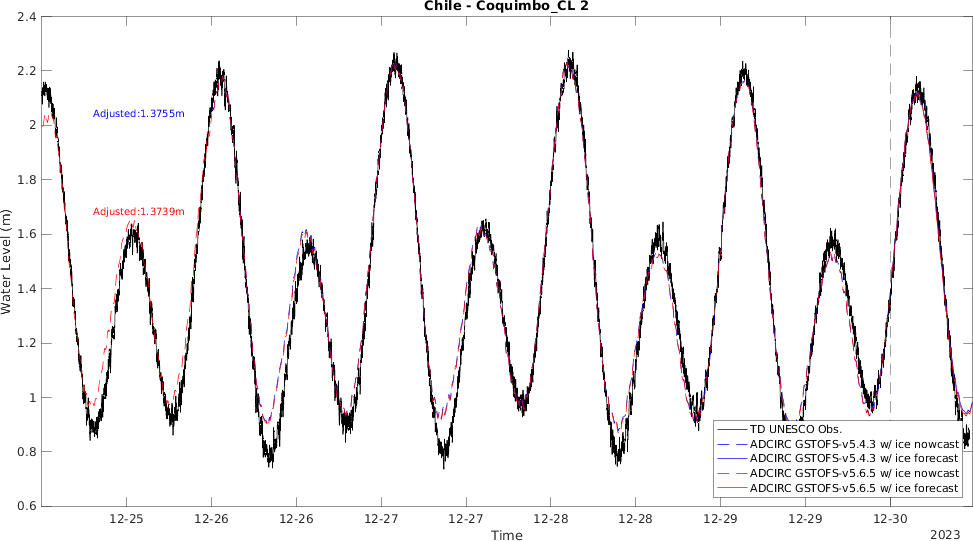 Chile - Coquimbo_CL 2
2.4
2.2
2
1.8
1.6
1.4
1.2
1
0.8
0.6
Water Level (m)
Adjusted:1.3755m
Adjusted:1.3739m
TD UNESCO Obs.
ADCIRC GSTOFS-v5.4.3 w/ ice nowcast
ADCIRC GSTOFS-v5.4.3 w/ ice forecast
ADCIRC GSTOFS-v5.6.5 w/ ice nowcast
ADCIRC GSTOFS-v5.6.5 w/ ice forecast
12-25 12-26 12-26 12-27 12-27 12-28 12-28 12-29 12-29 12-30
Time
2023